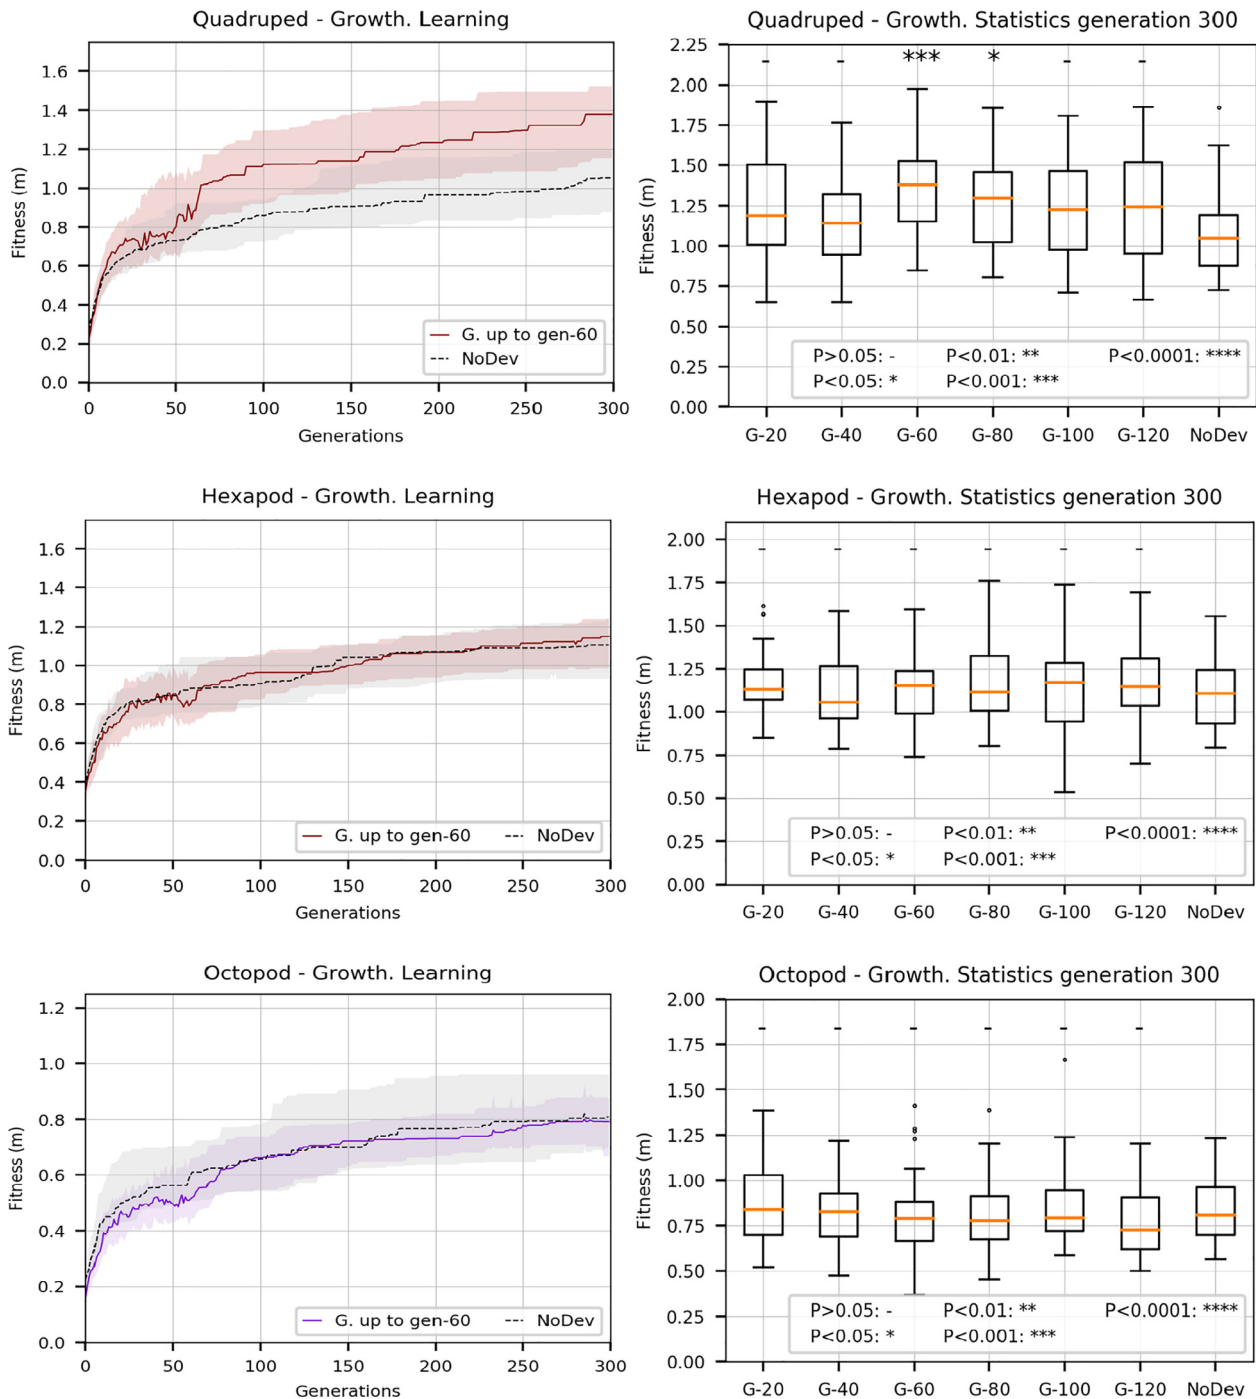 Quadruped - Growth. Learning
1.6
1.4
1.2
1.0
0.8
0.6
0.4
0.2
0.0
Fitness (m)
G. up to gen-60
NoDev
0 50 100 150 200 250 300
Generations
Quadruped - Growth. Statistics generation 300
2.25
2.00
1.75
1.50
1.25
1.00
0.75
0.50
0.25
0.00
Fitness (m)
- - *** * - -
P>0.05: - P<0.01: ** P<0.0001: ****
P<0.05: * P<0.001: ***
G-20 G-40 G-60 G-80 G-100 G-120 NoDev
Hexapod - Growth. Learning
1.6
1.4
1.2
1.0
0.8
0.6
0.4
0.2
0.0
Fitness (m)
G. up to gen-60 NoDev
0 50 100 150 200 250 300
Generations
Hexapod - Growth. Statistics generation 300
2.00
1.75
1.50
1.25
1.00
0.75
0.50
0.25
0.00
Fitness (m)
- - - - - -
P>0.05: - P<0.01: ** P<0.0001: ****
P<0.05: * P<0.001: ***
G-20 G-40 G-60 G-80 G-100 G-120 NoDev
Octopod - Growth. Learning
1.2
1.0
0.8
0.6
0.4
0.2
0.0
Fitness (m)
G. up to gen-60 NoDev
0 50 100 150 200 250 300
Generations
Octopod - Growth. Statistics generation 300
2.00
1.75
1.50
1.25
1.00
0.75
0.50
0.25
0.00
Fitness (m)
- - - - - -
P>0.05: - P<0.01: ** P<0.0001: ****
P<0.05: * P<0.001: ***
G-20 G-40 G-60 G-80 G-100 G-120 NoDev